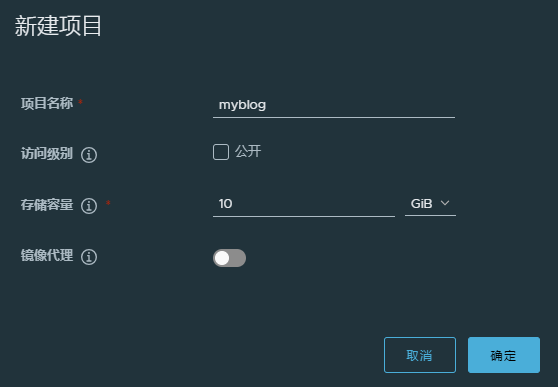 新建项目
项目名称 *
myblog
访问级别
公开
存储容量 *
10 GiB
镜像代理
取消 确定